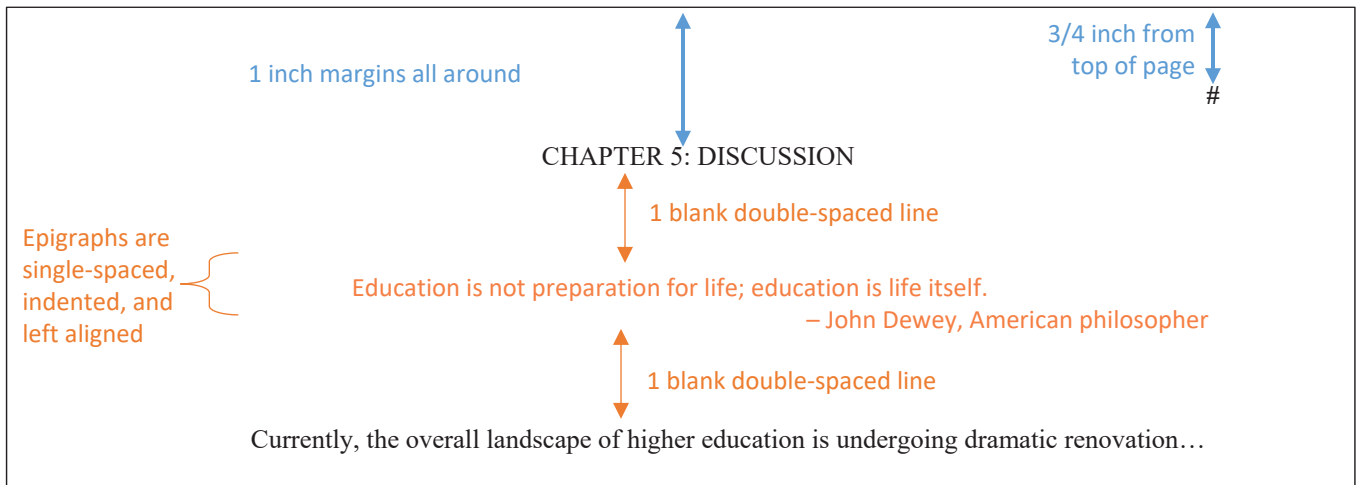 3/4 inch from
top of page
1 inch margins all around
#
CHAPTER 5: DISCUSSION
1 blank double-spaced line
Epigraphs are
single-spaced,
indented, and
left aligned
Education is not preparation for life; education is life itself.
– John Dewey, American philosopher
1 blank double-spaced line
Currently, the overall landscape of higher education is undergoing dramatic renovation…